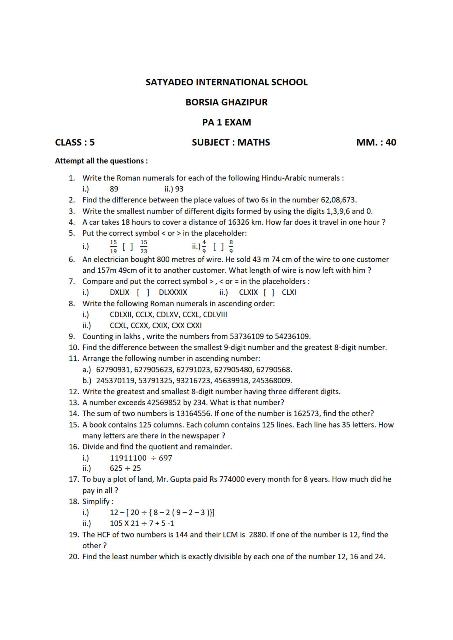 SATYADEO INTERNATIONAL SCHOOL
BORSIA GHAZIPUR
PA 1 EXAM
CLASS : 5 SUBJECT : MATHS MM. : 40
Attempt all the questions :
1. Write the Roman numerals for each of the following Hindu-Arabic numerals :
i.) 89 ii.) 93
2. Find the difference between the place values of two 6s in the number 62,08,673.
3. Write the smallest number of different digits formed by using the digits 1,3,9,6 and 0.
4. A car takes 18 hours to cover a distance of 16326 km. How far does it travel in one hour ?
5. Put the correct symbol < or > in the placeholder:
i.) 15/19 [ ] 15/23 ii.) 4/9 [ ] 8/9
6. An electrician bought 800 metres of wire. He sold 43 m 74 cm of the wire to one customer
and 157m 49cm of it to another customer. What length of wire is now left with him ?
7. Compare and put the correct symbol > , < or = in the placeholders :
i.) DXLIX [ ] DLXXXIX ii.) CLXIX [ ] CLXI
8. Write the following Roman numerals in ascending order:
i.) CDLXII, CCLX, CDLXV, CCXL, CDLVIII
ii.) CCXL, CCXX, CXIX, CXX CXXI
9. Counting in lakhs , write the numbers from 53736109 to 54236109.
10. Find the difference between the smallest 9-digit number and the greatest 8-digit number.
11. Arrange the following number in ascending number:
a.) 62790931, 627905623, 62791023, 627905480, 62790568.
b.) 245370119, 53791325, 93216723, 45639918, 245368009.
12. Write the greatest and smallest 8-digit number having three different digits.
13. A number exceeds 42569852 by 234. What is that number?
14. The sum of two numbers is 13164556. If one of the number is 162573, find the other?
15. A book contains 125 columns. Each column contains 125 lines. Each line has 35 letters. How
many letters are there in the newspaper ?
16. Divide and find the quotient and remainder.
i.) 11911100 ÷ 697
ii.) 625 ÷ 25
17. To buy a plot of land, Mr. Gupta paid Rs 774000 every month for 8 years. How much did he
pay in all ?
18. Simplify :
i.) 12 – [ 20 ÷ { 8 – 2 ( 9 – 2 – 3 )}]
ii.) 105 X 21 ÷ 7 + 5 -1
19. The HCF of two numbers is 144 and their LCM is 2880. If one of the number is 12, find the
other ?
20. Find the least number which is exactly divisible by each one of the number 12, 16 and 24.